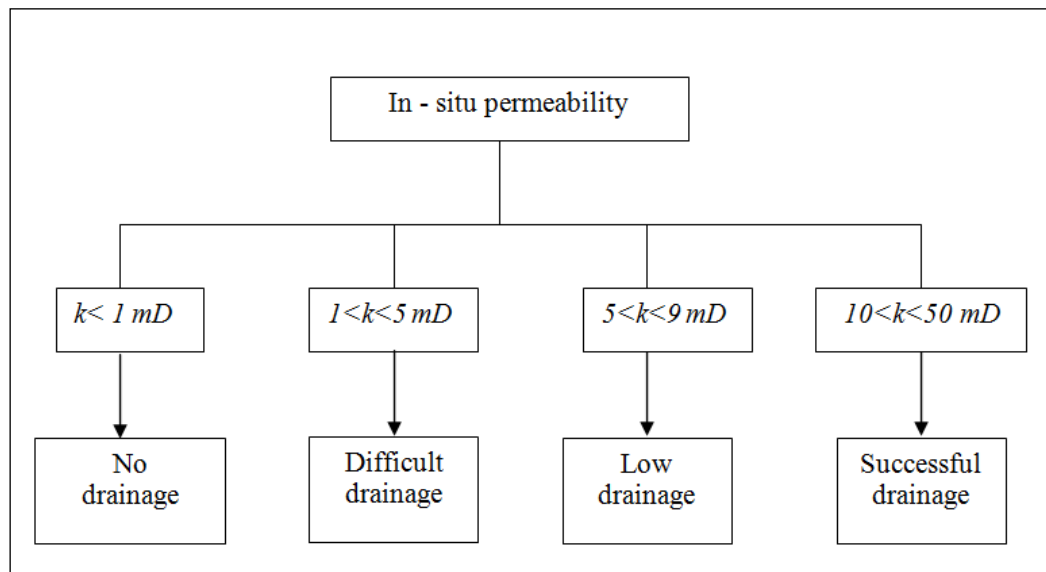 In - situ permeability
k< 1 mD
1<k<5 mD
5<k<9 mD
10<k<50 mD
No
drainage
Difficult
drainage
Low
drainage
Successful
drainage